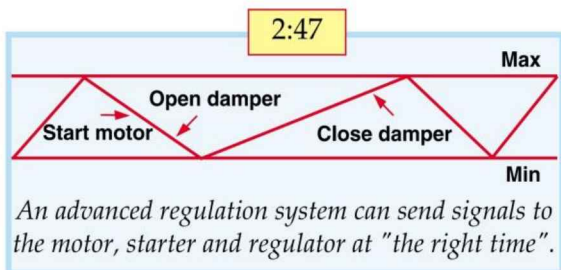 2:47
Max
Open damper
Start motor
Close damper
Min
An advanced regulation system can send signals to
the motor, starter and regulator at "the right time".